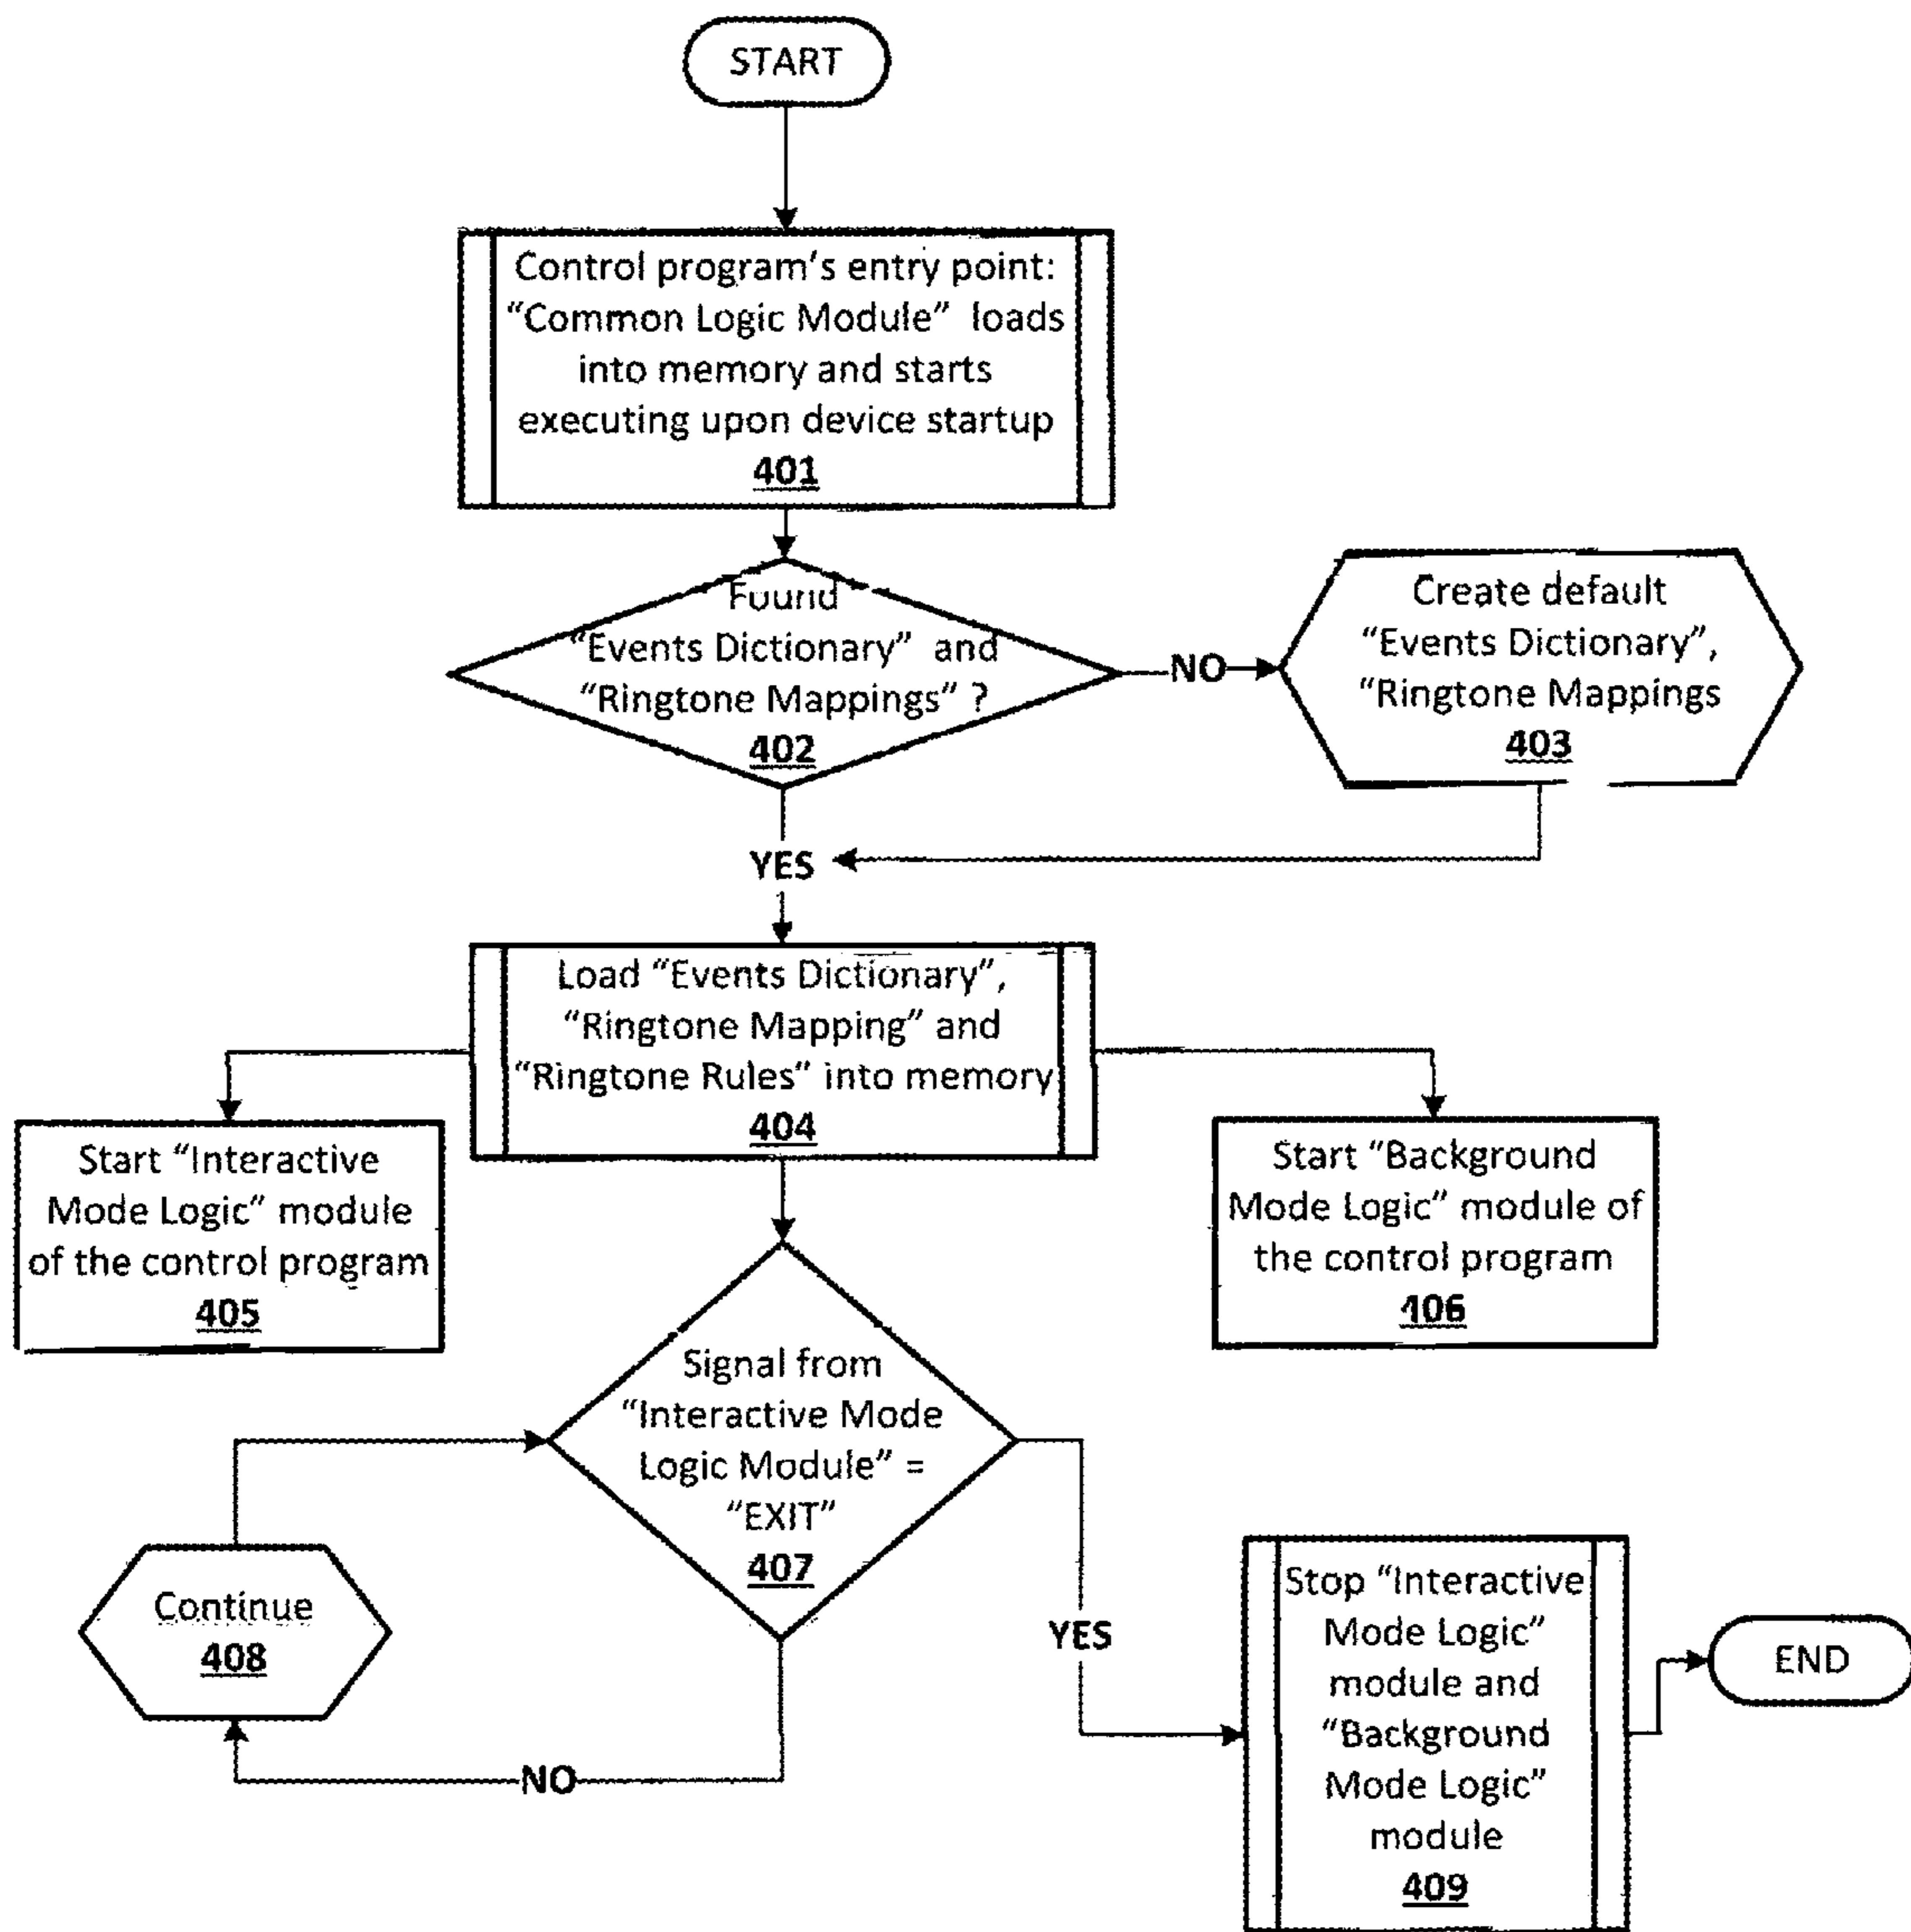 START
Control program's entry point:
“Common Logic Module” loads
into memory and starts
executing upon device startup
401
Found
“Events Dictionary” and
“Ringtone Mappings” ?
402
NO
Create default
“Events Dictionary”,
“Ringtone Mappings
403
YES
Load “Events Dictionary”,
“Ringtone Mapping” and
“Ringtone Rules” into memory
404
Start “Interactive
Mode Logic” module
of the control program
405
Start “Background
Mode Logic” module of
the control program
406
Signal from
“Interactive Mode
Logic Module” =
“EXIT”
407
Continue
408
NO
YES
Stop “Interactive
Mode Logic”
module and
“Background
Mode Logic”
module
409
END